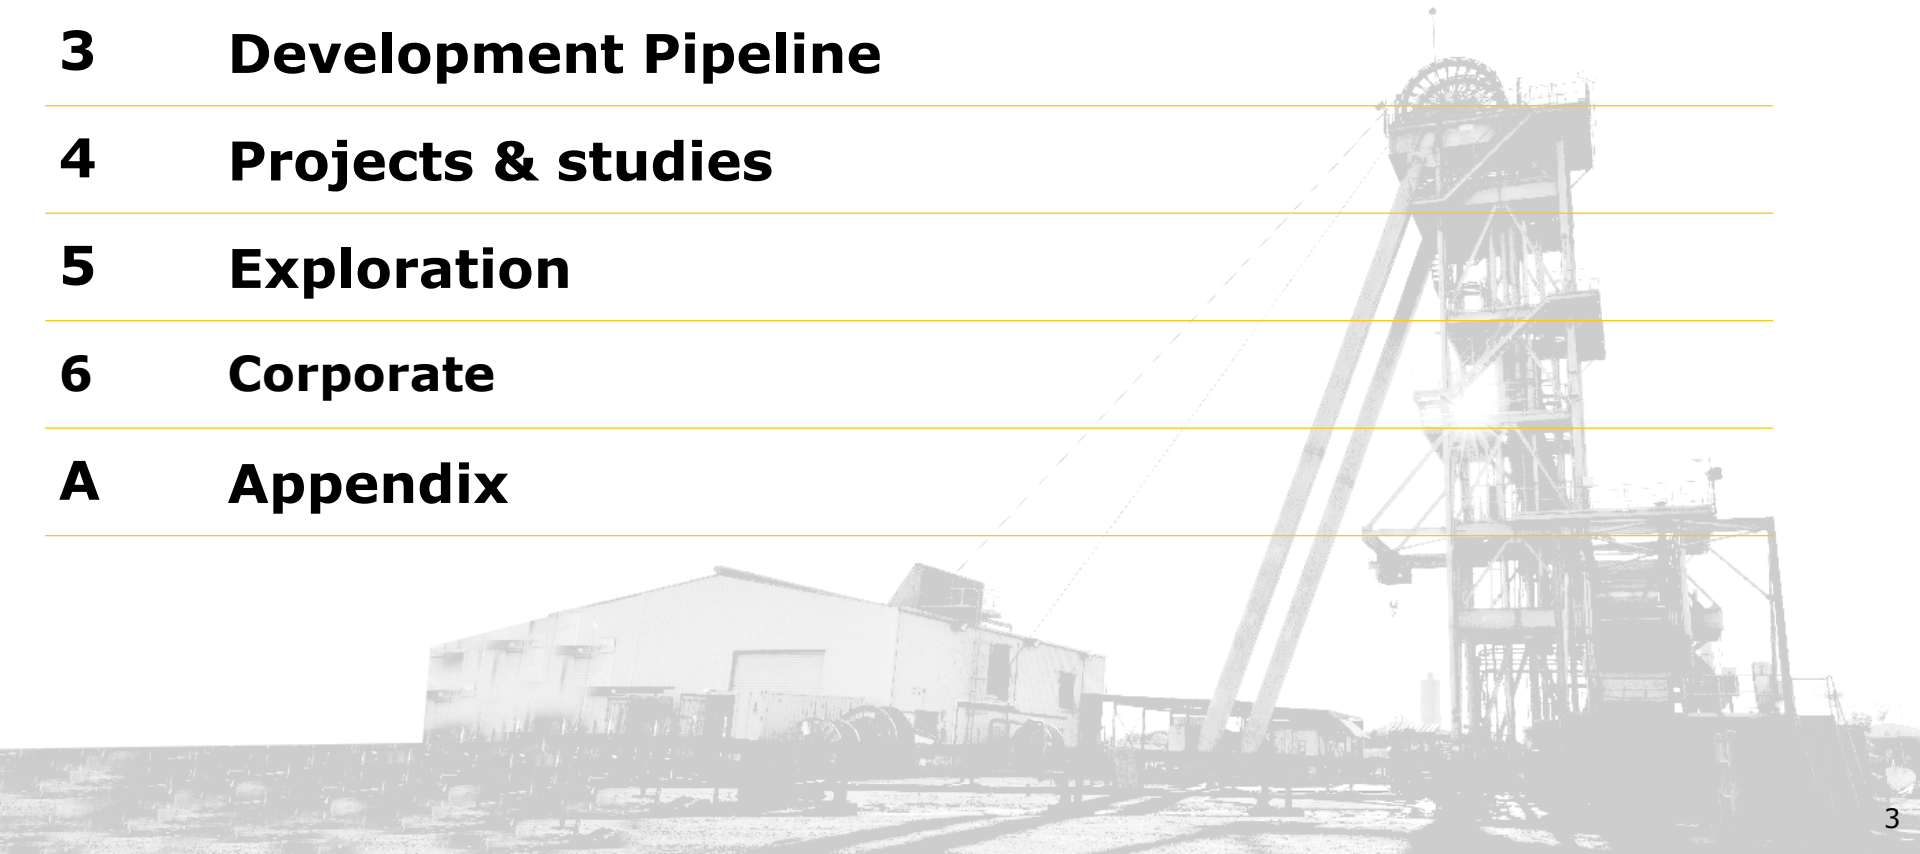 3 Development Pipeline
4 Projects & studies
5 Exploration
6 Corporate
A Appendix
3